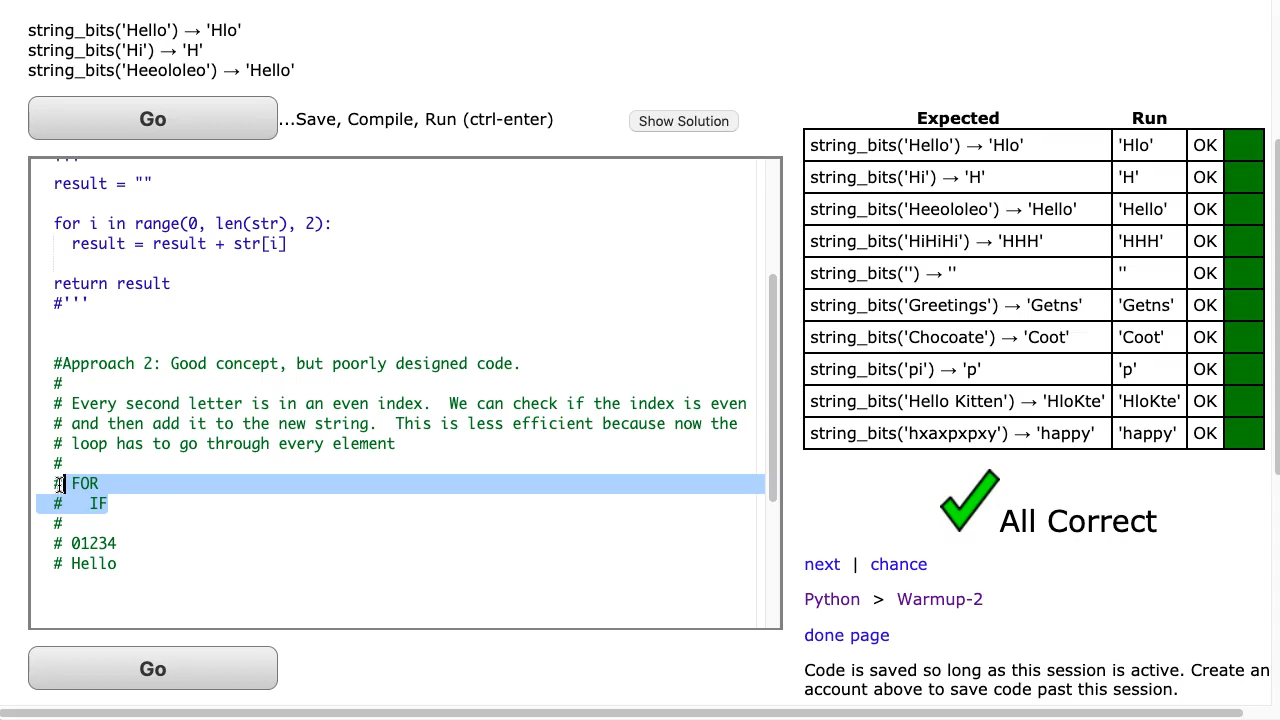 string_bits('Hello') → 'Hlo'
string_bits('Hi') → 'H'
string_bits('Heeololeo') → 'Hello'
Go ...Save, Compile, Run (ctrl-enter) Show Solution
'''
result = ""
for i in range(0, len(str), 2):
result = result + str[i]
return result
#'''
#Approach 2: Good concept, but poorly designed code.
#
# Every second letter is in an even index.  We can check if the index is even
# and then add it to the new string.  This is less efficient because now the
# loop has to go through every element
#
# FOR
#   IF
#
# 01234
# Hello
Go
Expected Run
string_bits('Hello') → 'Hlo' 'Hlo' OK
string_bits('Hi') → 'H' 'H' OK
string_bits('Heeololeo') → 'Hello' 'Hello' OK
string_bits('HiHiHi') → 'HHH' 'HHH' OK
string_bits('') → '' '' OK
string_bits('Greetings') → 'Getns' 'Getns' OK
string_bits('Chocoate') → 'Coot' 'Coot' OK
string_bits('pi') → 'p' 'p' OK
string_bits('Hello Kitten') → 'HloKte' 'HloKte' OK
string_bits('hxaxpxpxy') → 'happy' 'happy' OK
All Correct
next | chance
Python > Warmup-2
done page
Code is saved so long as this session is active. Create an
account above to save code past this session.